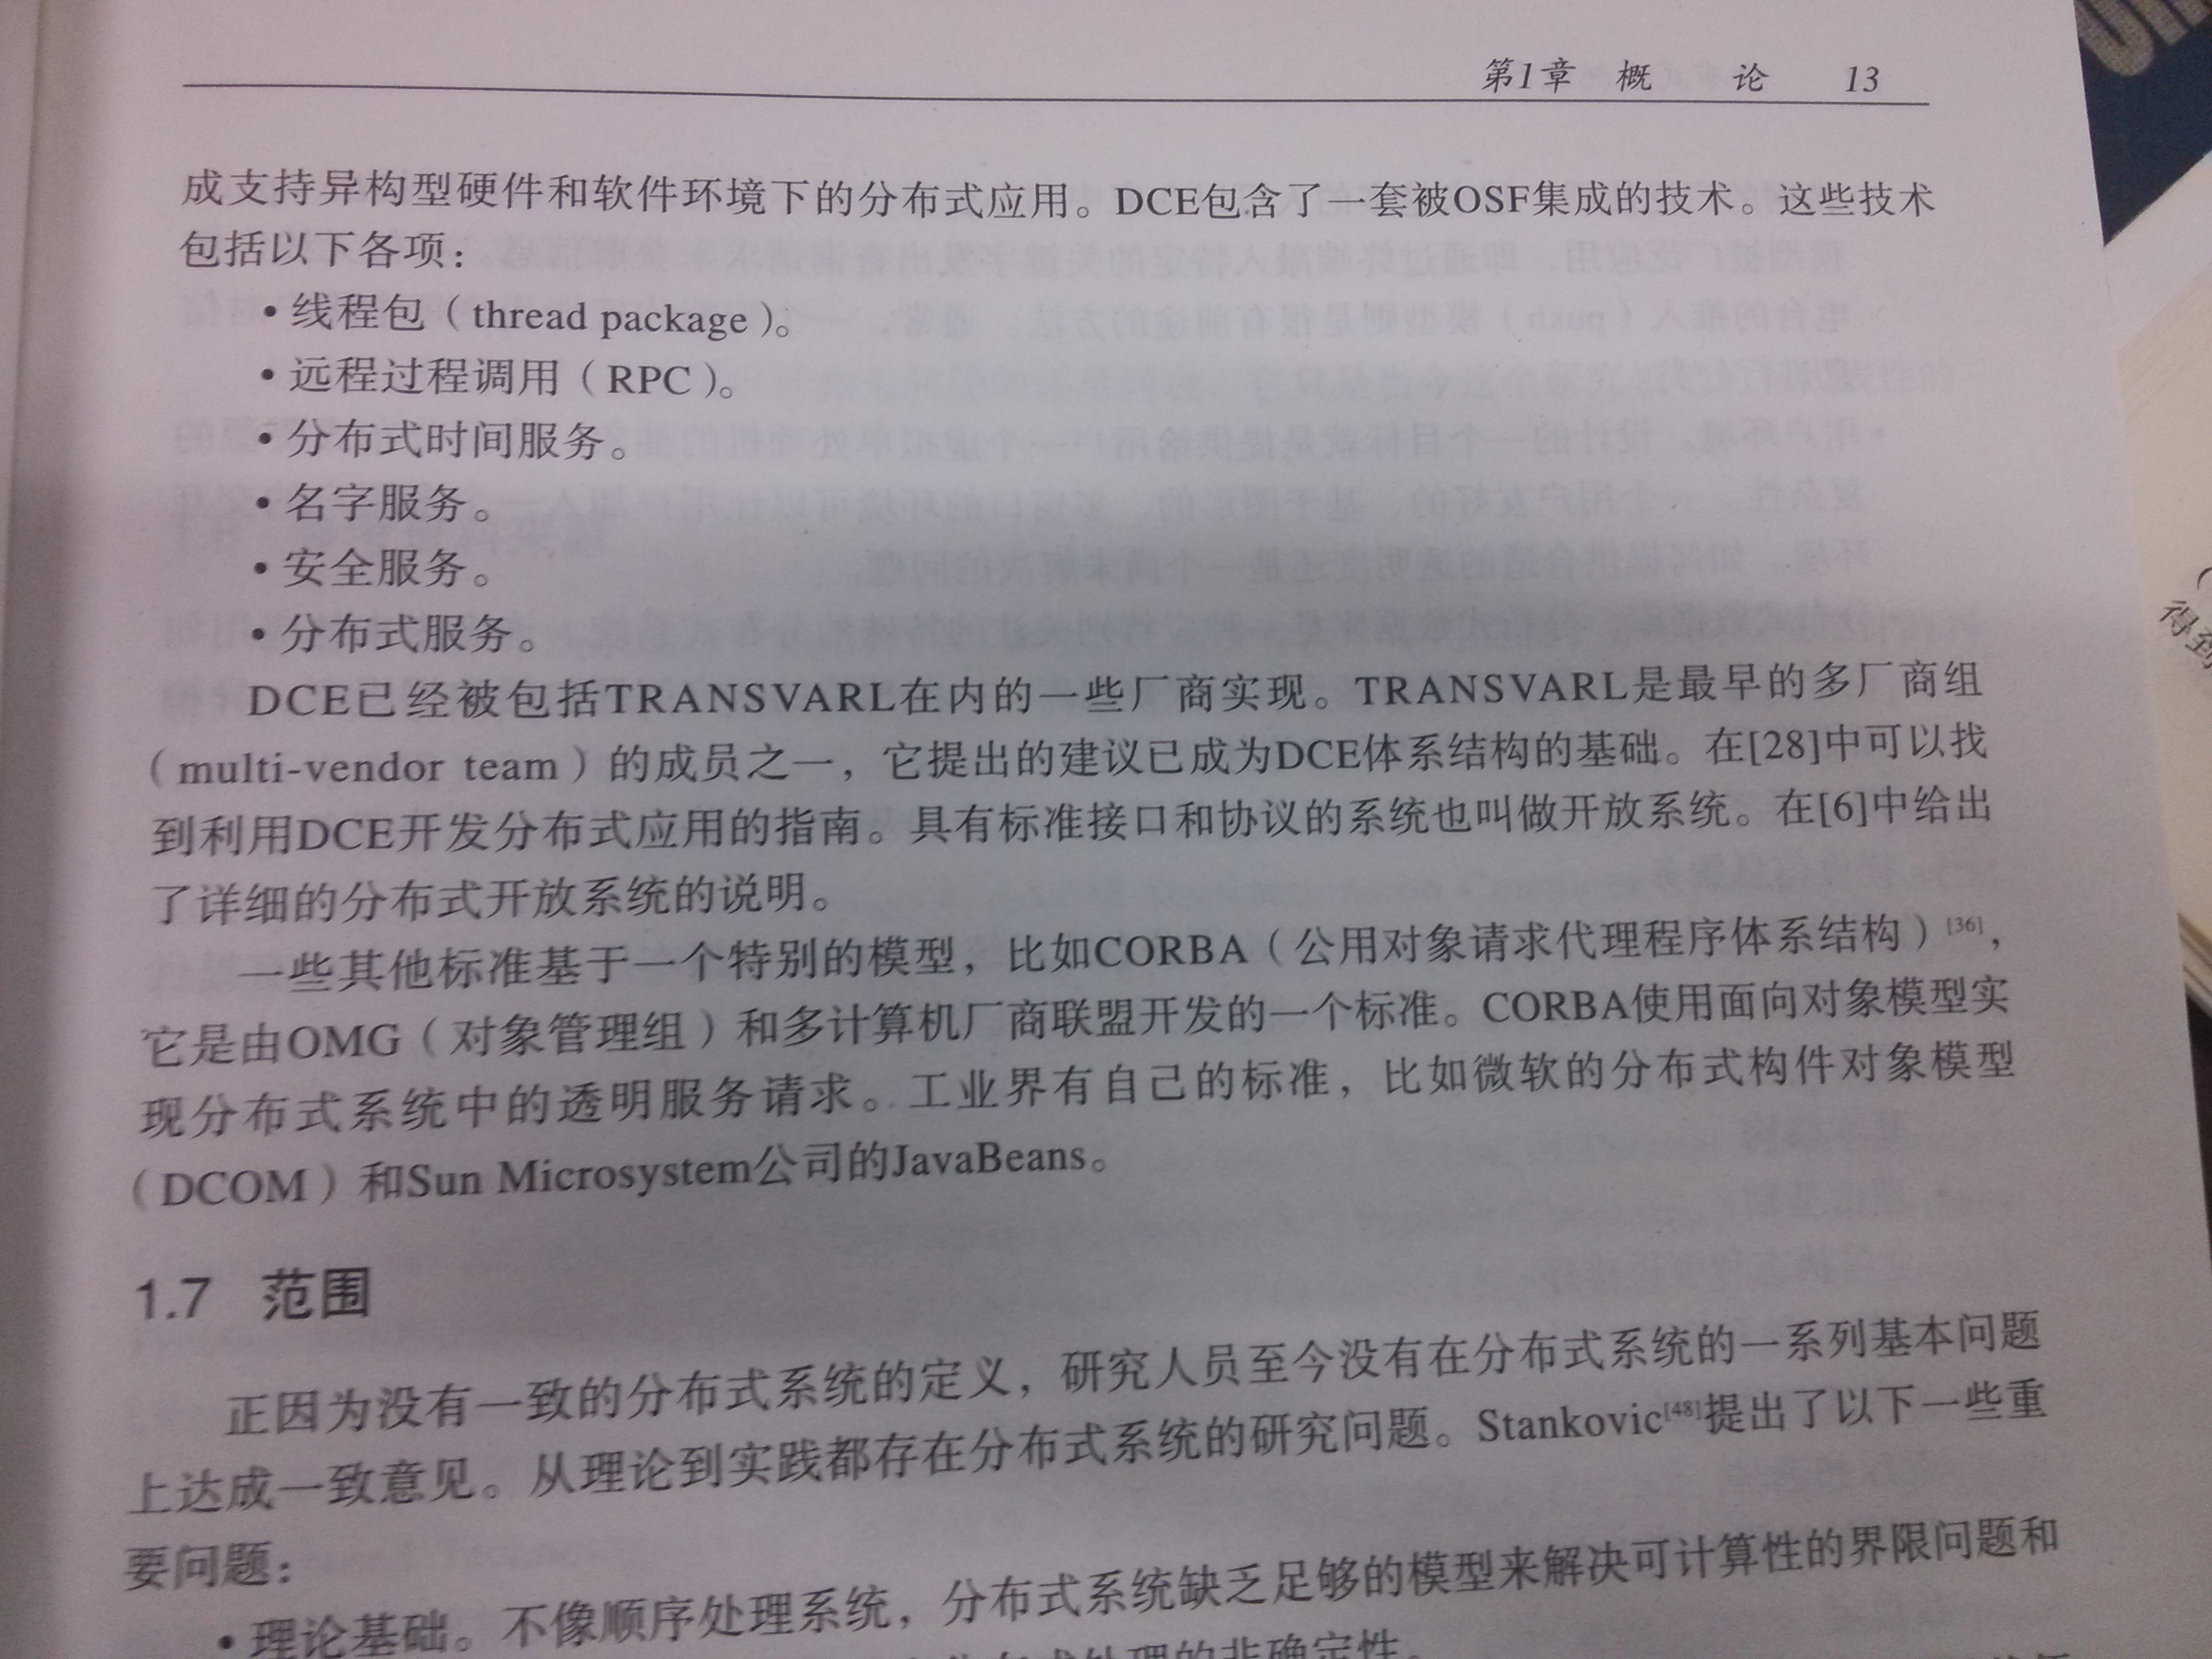 第1章 概 论 13
成支持异构型硬件和软件环境下的分布式应用。DCE包含了一套被OSF集成的技术。这些技术
包括以下各项：
• 线程包（thread package）。
• 远程过程调用（RPC）。
• 分布式时间服务。
• 名字服务。
• 安全服务。
• 分布式服务。
DCE已经被包括TRANSVARL在内的一些厂商实现。TRANSVARL是最早的多厂商组
（multi-vendor team）的成员之一，它提出的建议已成为DCE体系结构的基础。在[28]中可以找
到利用DCE开发分布式应用的指南。具有标准接口和协议的系统也叫做开放系统。在[6]中给出
了详细的分布式开放系统的说明。
一些其他标准基于一个特别的模型，比如CORBA（公用对象请求代理程序体系结构）[36]，
它是由OMG（对象管理组）和多计算机厂商联盟开发的一个标准。CORBA使用面向对象模型实
现分布式系统中的透明服务请求。工业界有自己的标准，比如微软的分布式构件对象模型
（DCOM）和Sun Microsystem公司的JavaBeans。
1.7 范围
正因为没有一致的分布式系统的定义，研究人员至今没有在分布式系统的一系列基本问题
上达成一致意见。从理论到实践都存在分布式系统的研究问题。Stankovic[48]提出了以下一些重
要问题：
• 理论基础。不像顺序处理系统，分布式系统缺乏足够的模型来解决可计算性的界限问题和
处理的非确定性。
得到